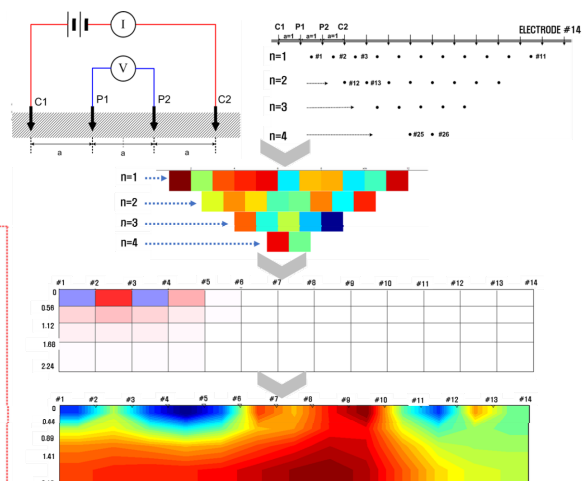 I
V
C1 P1 P2 C2
a a a
C1 P1 P2 C2
a=1 a=1 a=1
ELECTRODE #14
n=1 #1 #2 #3 #11
n=2 #12 #13
n=3
n=4 #25 #26
n=1
n=2
n=3
n=4
#1 #2 #3 #4 #5 #6 #7 #8 #9 #10 #11 #12 #13 #14
0
0.56
1.12
1.68
2.24
#1 #2 #3 #4 #5 #6 #7 #8 #9 #10 #11 #12 #13 #14
0
0.44
0.89
1.41